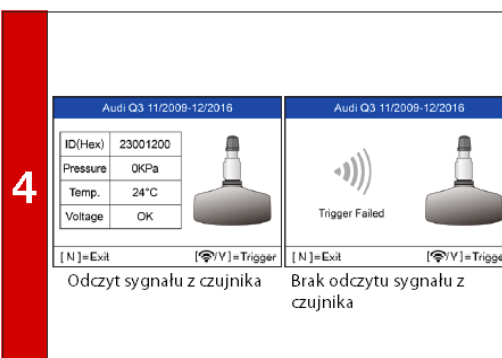 4
Audi Q3 11/2009-12/2016
ID(Hex) 23001200
Pressure 0KPa
Temp. 24°C
Voltage OK
[ N ]=Exit [/Y]=Trigger
Odczyt sygnału z czujnika
Audi Q3 11/2009-12/2016
Trigger Failed
[ N ]=Exit [/Y]=Trigge
Brak odczytu sygnału z
czujnika